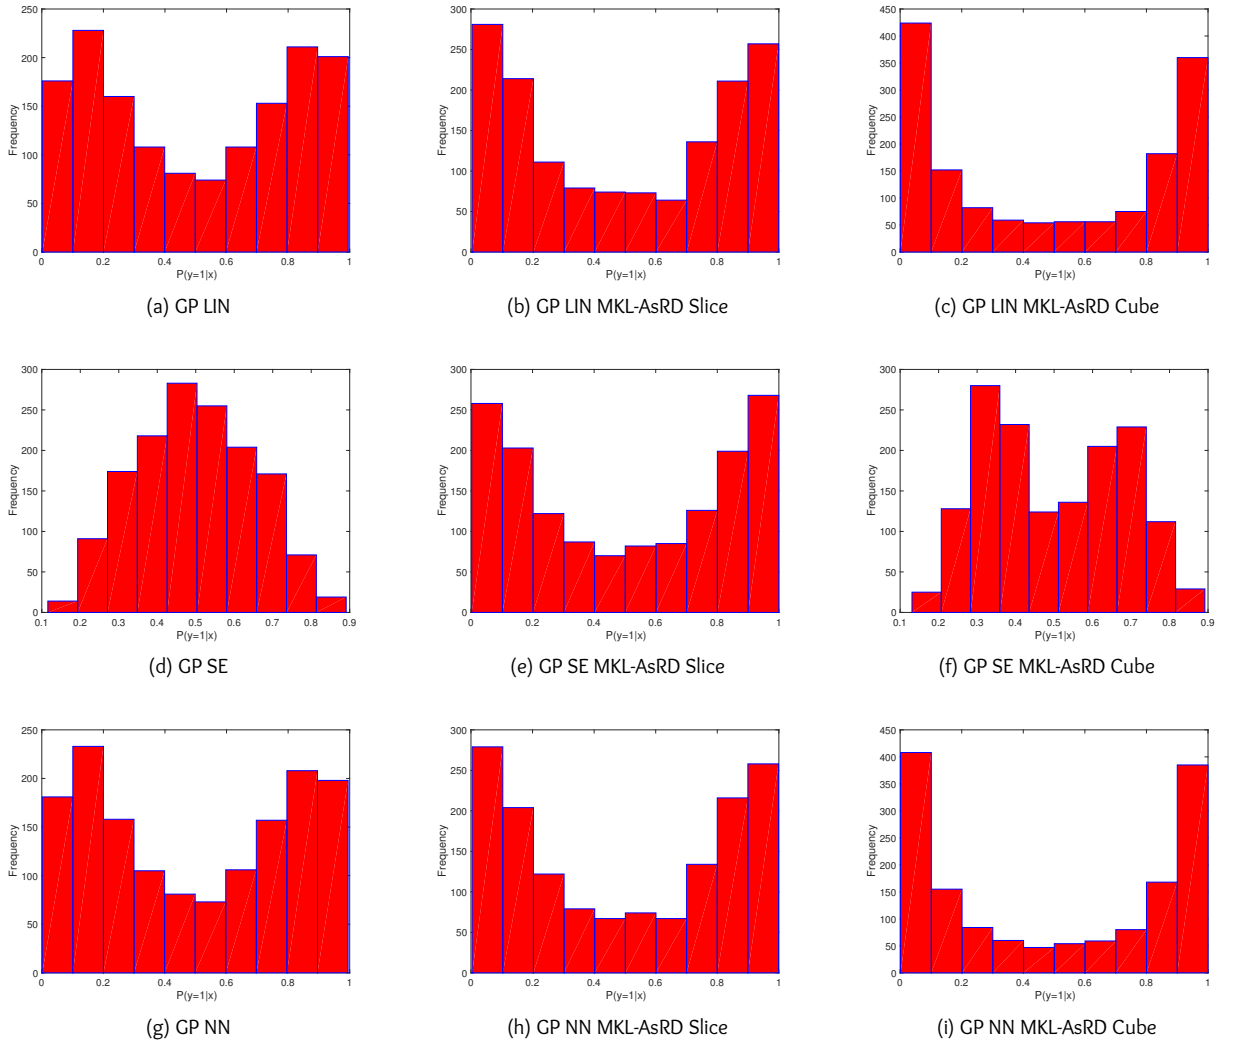 250
200
150
100
50
0
Frequency
0 0.2 0.4 0.6 0.8 1
P(y=1|x)
(a) GP LIN
300
250
200
150
100
50
0
Frequency
0 0.2 0.4 0.6 0.8 1
P(y=1|x)
(b) GP LIN MKL-AsRD Slice
450
400
350
300
250
200
150
100
50
0
Frequency
0 0.2 0.4 0.6 0.8 1
P(y=1|x)
(c) GP LIN MKL-AsRD Cube
300
250
200
150
100
50
0
Frequency
0.1 0.2 0.3 0.4 0.5 0.6 0.7 0.8 0.9
P(y=1|x)
(d) GP SE
300
250
200
150
100
50
0
Frequency
0 0.2 0.4 0.6 0.8 1
P(y=1|x)
(e) GP SE MKL-AsRD Slice
300
250
200
150
100
50
0
Frequency
0.1 0.2 0.3 0.4 0.5 0.6 0.7 0.8 0.9
P(y=1|x)
(f) GP SE MKL-AsRD Cube
250
200
150
100
50
0
Frequency
0 0.2 0.4 0.6 0.8 1
P(y=1|x)
(g) GP NN
300
250
200
150
100
50
0
Frequency
0 0.2 0.4 0.6 0.8 1
P(y=1|x)
(h) GP NN MKL-AsRD Slice
450
400
350
300
250
200
150
100
50
0
Frequency
0 0.2 0.4 0.6 0.8 1
P(y=1|x)
(i) GP NN MKL-AsRD Cube